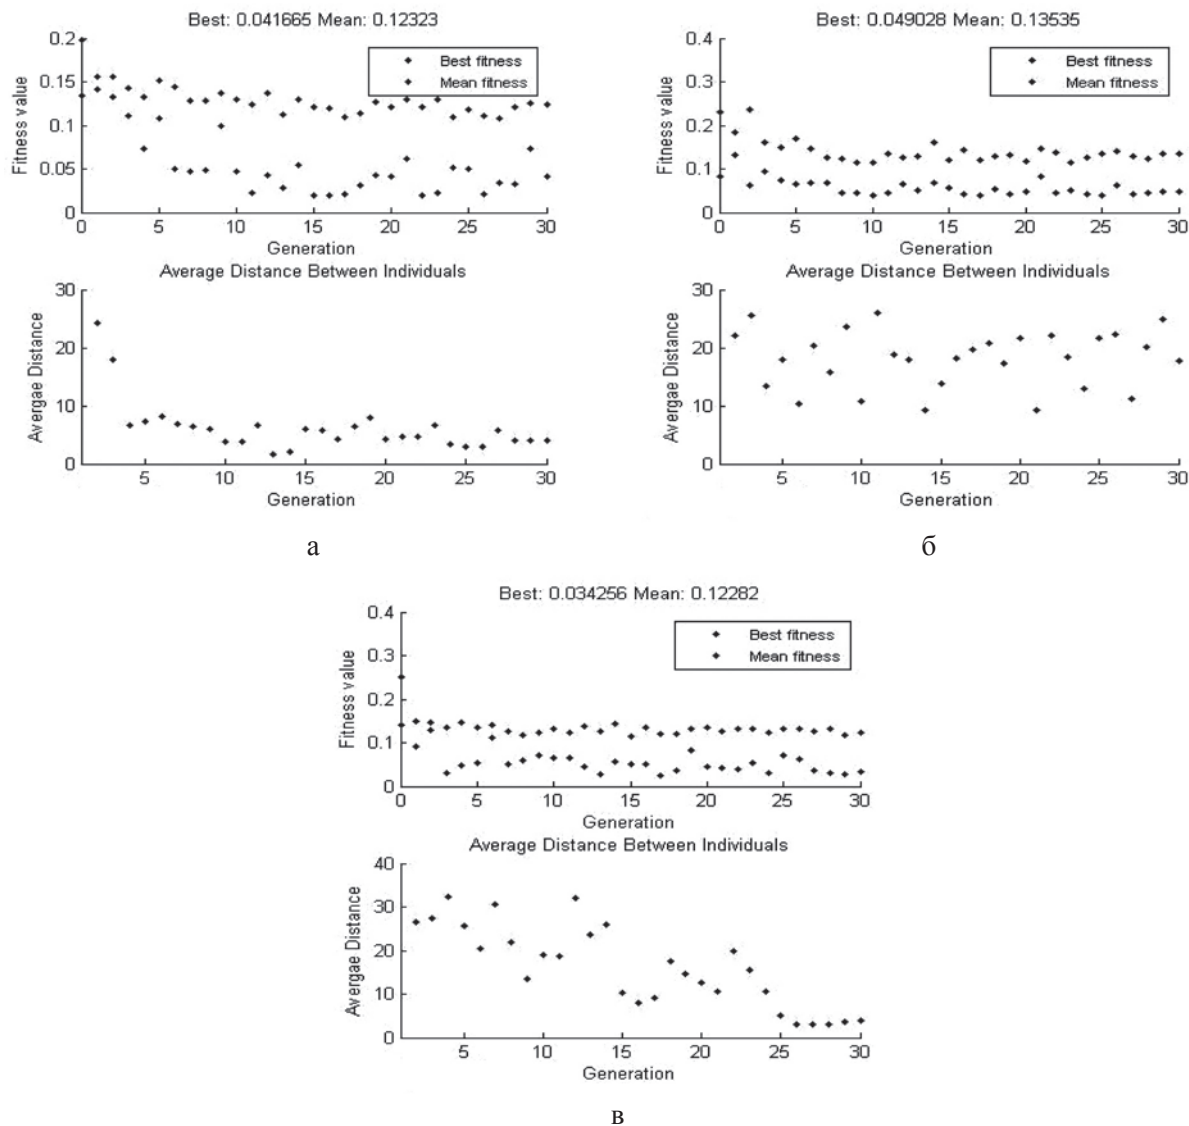 Best: 0.041665 Mean: 0.12323
0.2
0.15
0.1
0.05
0
Fitness value
Best fitness
Mean fitness
0 5 10 15 20 25 30
Generation
Average Distance Between Individuals
30
20
10
0
Avergae Distance
5 10 15 20 25 30
Generation
а
Best: 0.049028 Mean: 0.13535
0.4
0.3
0.2
0.1
0
Fitness value
Best fitness
Mean fitness
0 5 10 15 20 25 30
Generation
Average Distance Between Individuals
30
20
10
0
Avergae Distance
5 10 15 20 25 30
Generation
б
Best: 0.034256 Mean: 0.12282
0.4
0.3
0.2
0.1
0
Fitness value
Best fitness
Mean fitness
0 5 10 15 20 25 30
Generation
Average Distance Between Individuals
40
30
20
10
0
Avergae Distance
5 10 15 20 25 30
Generation
в